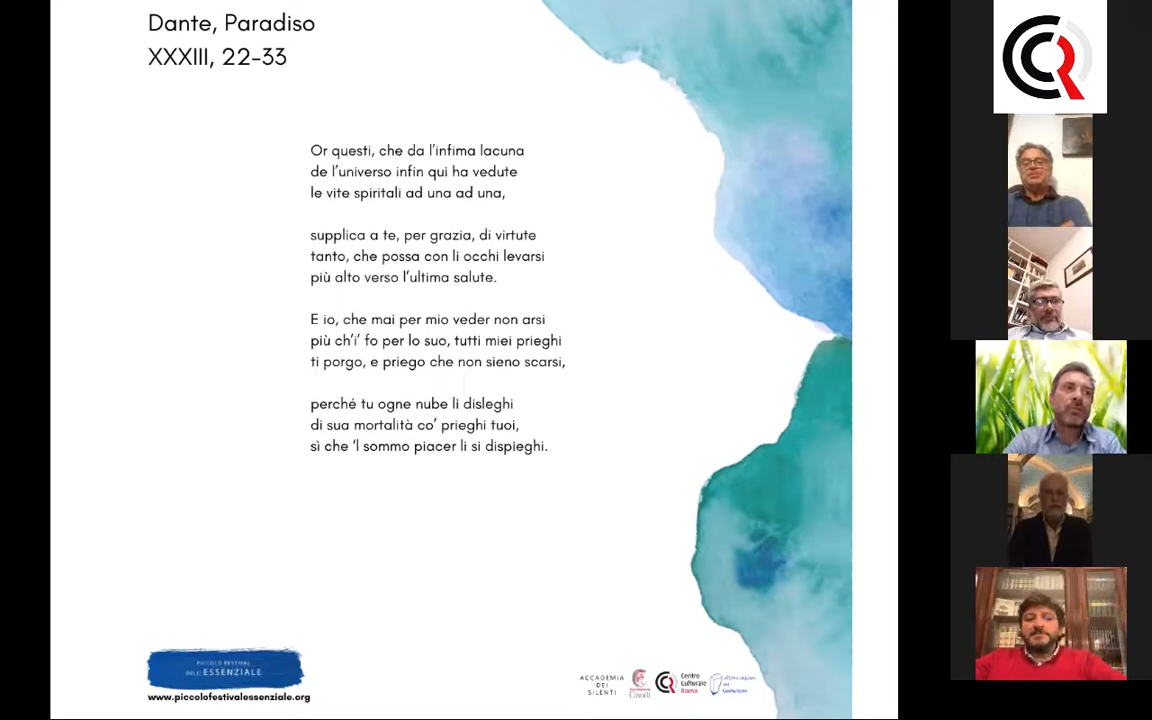 Dante, Paradiso
XXXIII, 22-33
Or questi, che da l'infima lacuna
de l'universo infin qui ha vedute
le vite spiritali ad una ad una,
supplica a te, per grazia, di virtute
tanto, che possa con li occhi levarsi
più alto verso l'ultima salute.
E io, che mai per mio veder non arsi
più ch'i' fo per lo suo, tutti miei prieghi
ti porgo, e priego che non sieno scarsi,
perché tu ogne nube li disleghi
di sua mortalità co' prieghi tuoi,
sì che 'l sommo piacer li si dispieghi.
PICCOLO FESTIVAL
DELL'ESSENZIALE
www.piccolofestivalessenziale.org
ACCADEMIA
DEI
SILENTI
Centro
Culturale
Roma